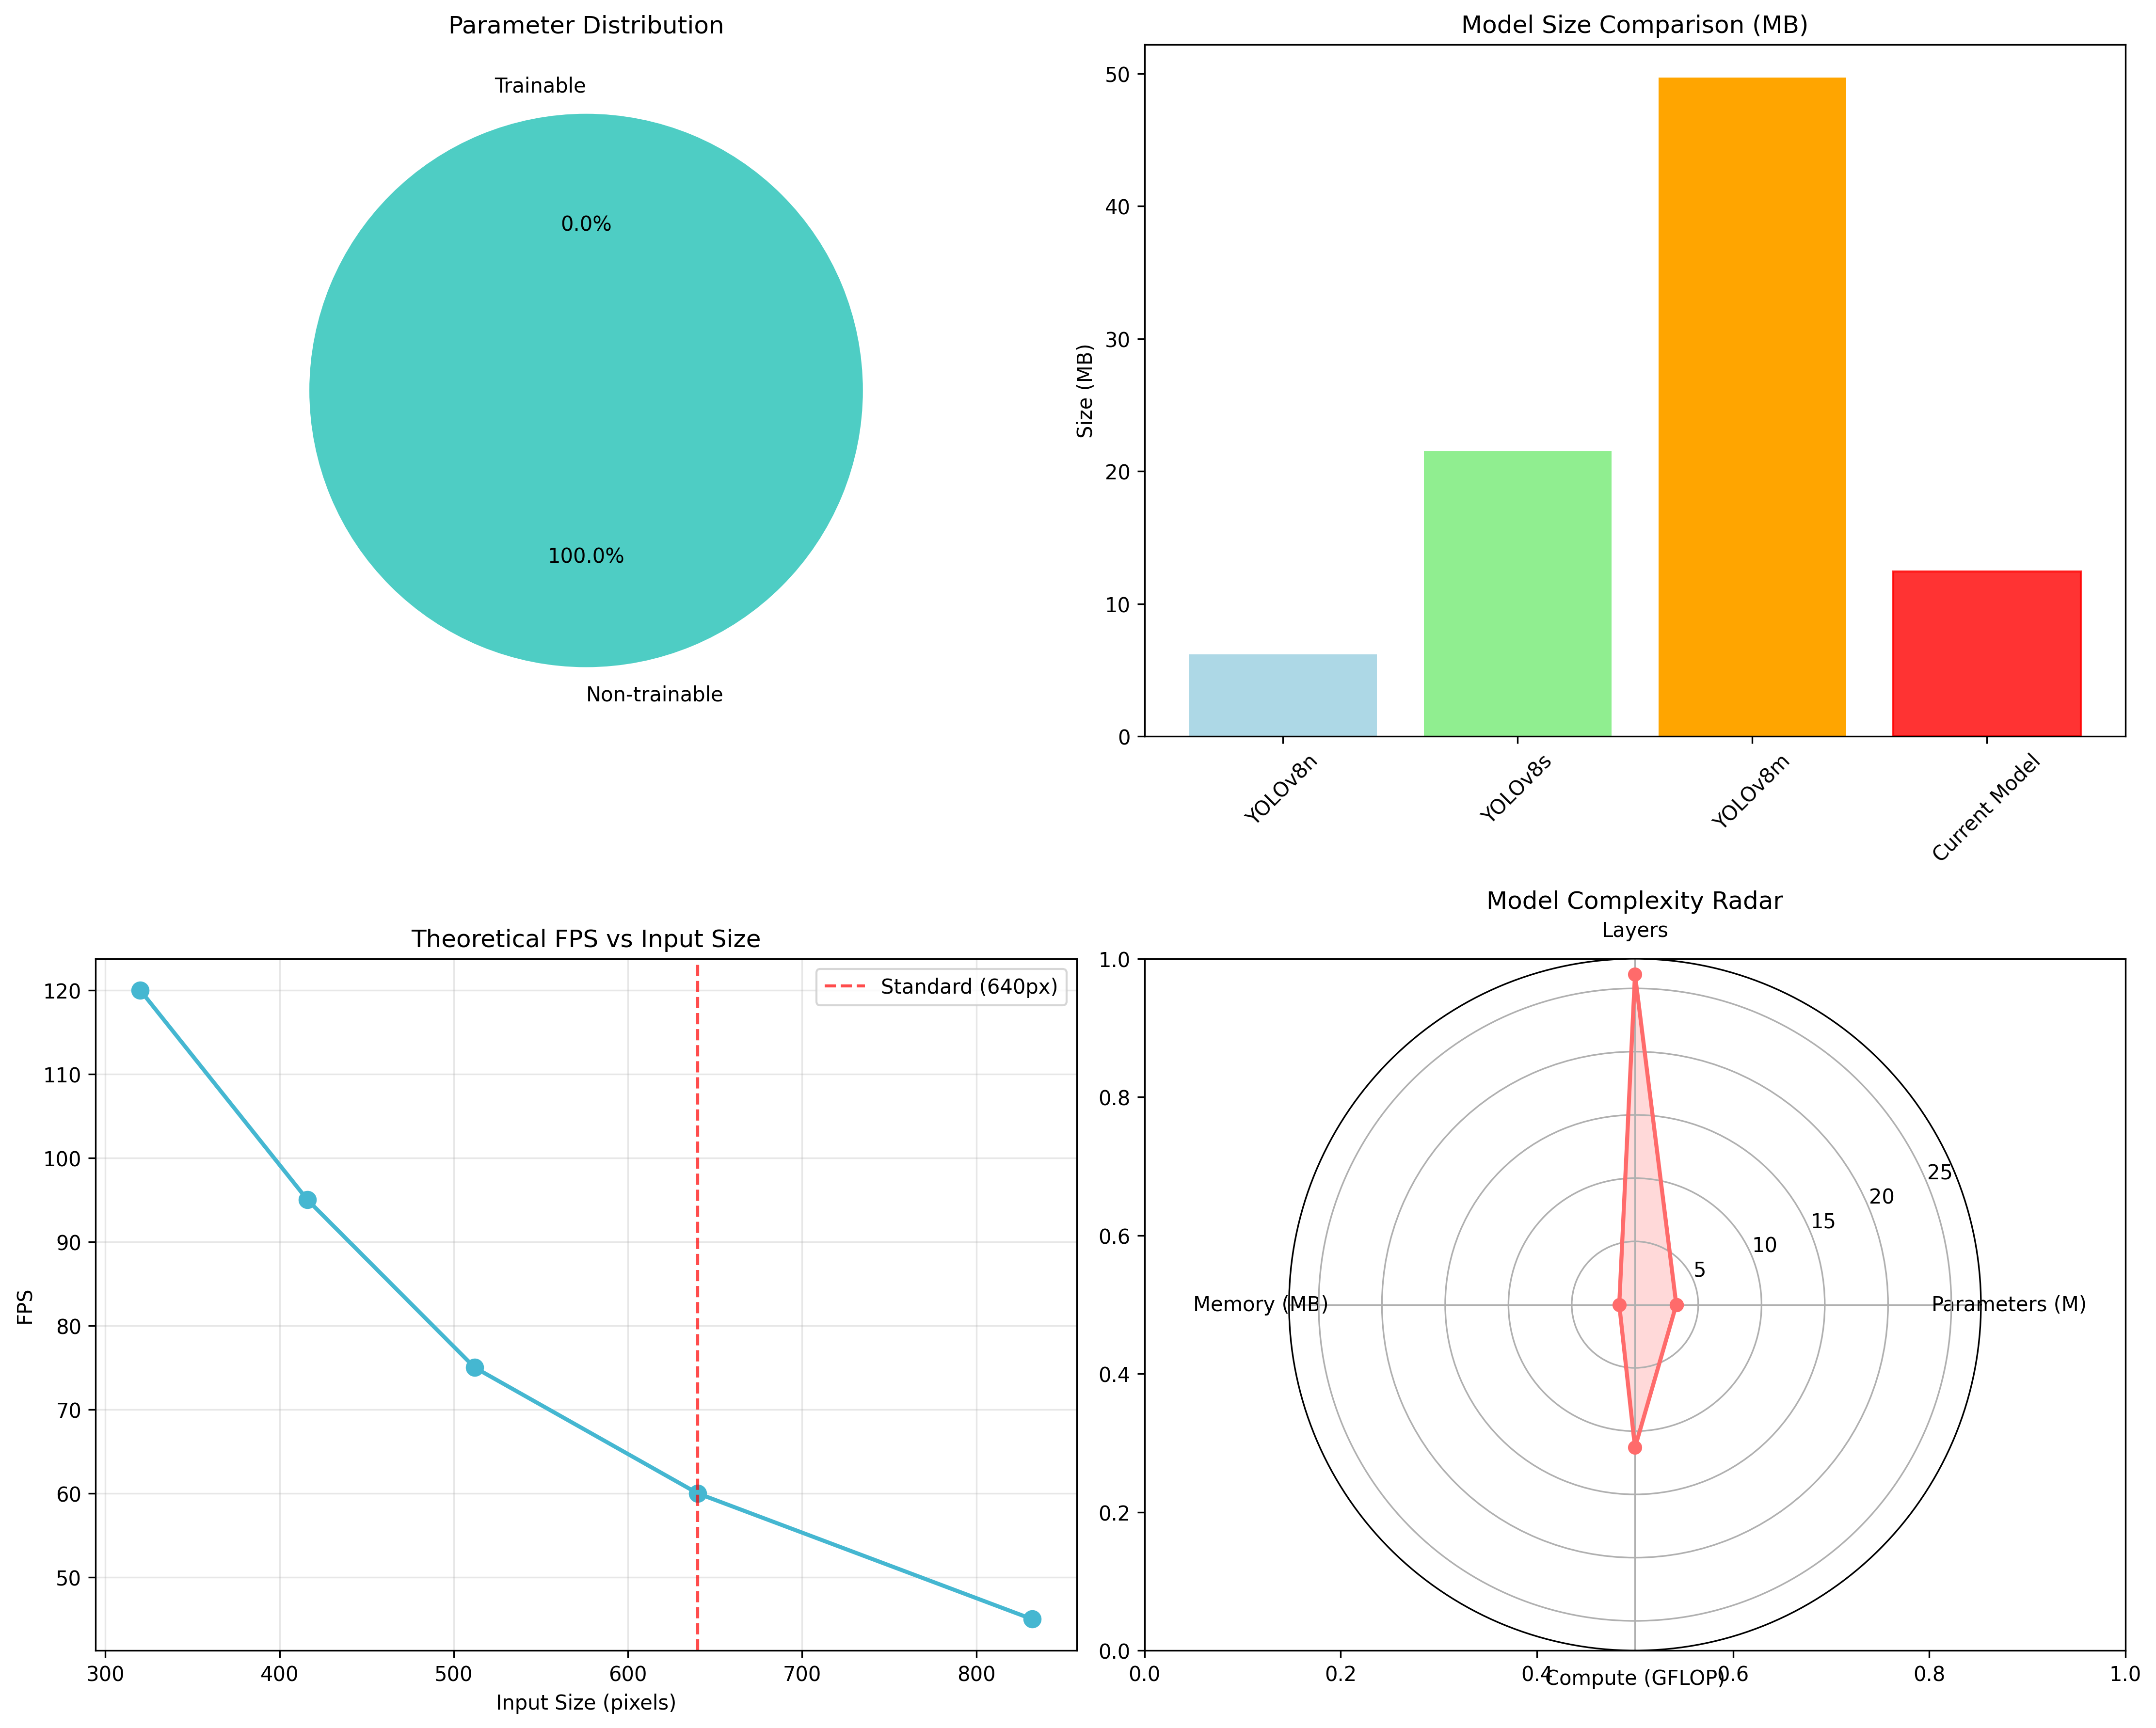 Parameter Distribution
Trainable
0.0%
100.0%
Non-trainable
Model Size Comparison (MB)
50
40
30
20
10
0
Size (MB)
YOLOv8n
YOLOv8s
YOLOv8m
Current Model
Theoretical FPS vs Input Size
Standard (640px)
120
110
100
90
80
70
60
50
FPS
300
400
500
600
700
800
Input Size (pixels)
Model Complexity Radar
Layers
1.0
0.8
0.6
0.4
0.2
0.0
25
20
15
10
5
Memory (MB)
Parameters (M)
0.0
0.2
0.4
Compute (GFLOP)
0.6
0.8
1.0